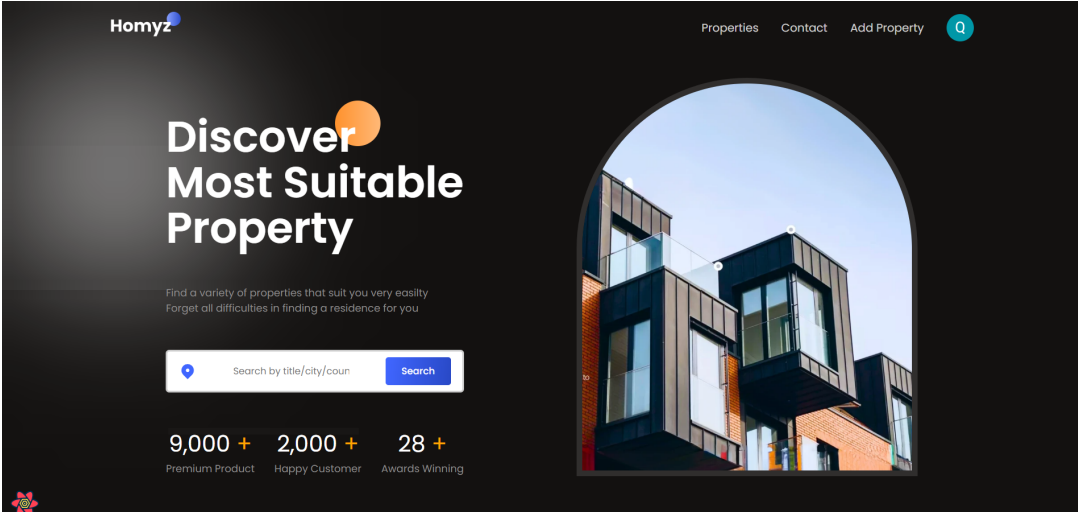 Homyz
Properties Contact Add Property Q
Discover
Most Suitable
Property
Find a variety of properties that suit you very easilty
Forget all difficulties in finding a residence for you
Search by title/city/coun
Search
9,000 + 2,000 + 28 +
Premium Product Happy Customer Awards Winning
to